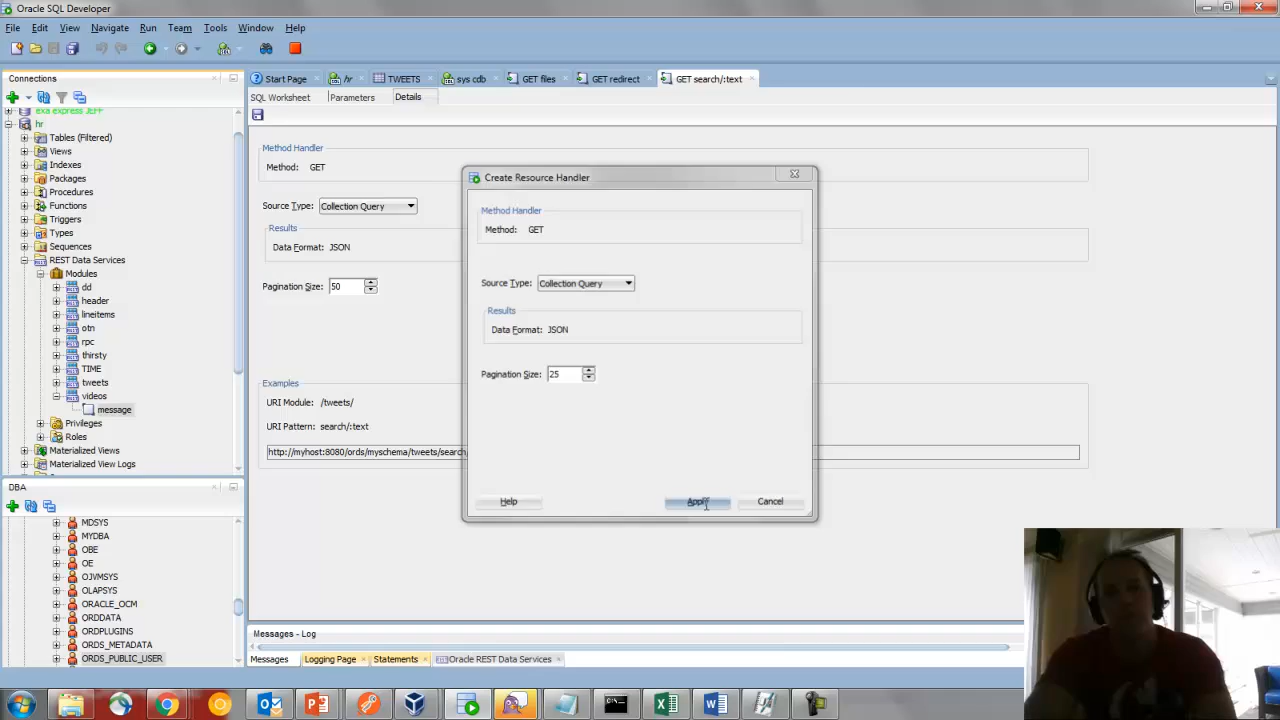 Oracle SQL Developer
File Edit View Navigate Run Team Tools Window Help
Connections
Start Page hr TWEETS sys cdb GET files GET redirect GET search/:text
SQL Worksheet Parameters Details
exa express JEFF
hr
Tables (Filtered)
Views
Indexes
Packages
Procedures
Functions
Triggers
Types
Sequences
REST Data Services
Modules
dd
header
lineitems
otn
rpc
thirsty
TIME
tweets
videos
message
Privileges
Roles
Materialized Views
Materialized View Logs
DBA
MDSYS
MYDBA
OBE
OE
OJVMSYS
OLAPSYS
ORACLE_OCM
ORDDATA
ORDPLUGINS
ORDS_METADATA
ORDS_PUBLIC_USER
Method Handler
Method: GET
Source Type: Collection Query
Results
Data Format: JSON
Pagination Size: 50
Examples
URI Module: /tweets/
URI Pattern: search/:text
http://myhost:8080/ords/myschema/tweets/search
Create Resource Handler
Method Handler
Method: GET
Source Type: Collection Query
Results
Data Format: JSON
Pagination Size: 25
Help Apply Cancel
Messages - Log
Messages Logging Page Statements Oracle REST Data Services